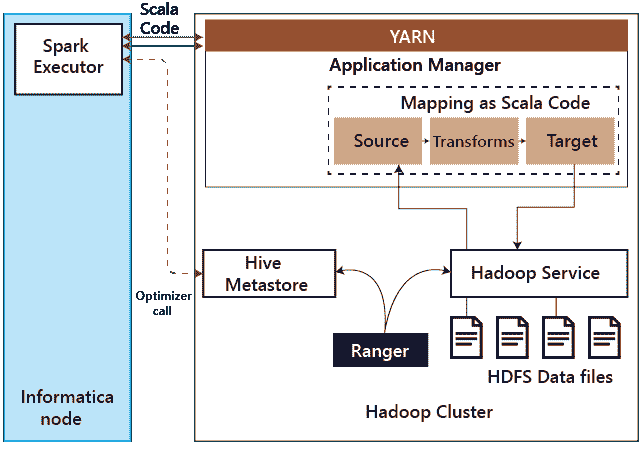 Scala
Code
Spark
Executor
YARN
Application Manager
Mapping as Scala Code
Source
Transforms
Target
Hive
Metastore
Hadoop Service
Optimizer
call
Ranger
HDFS Data files
Informatica
node
Hadoop Cluster